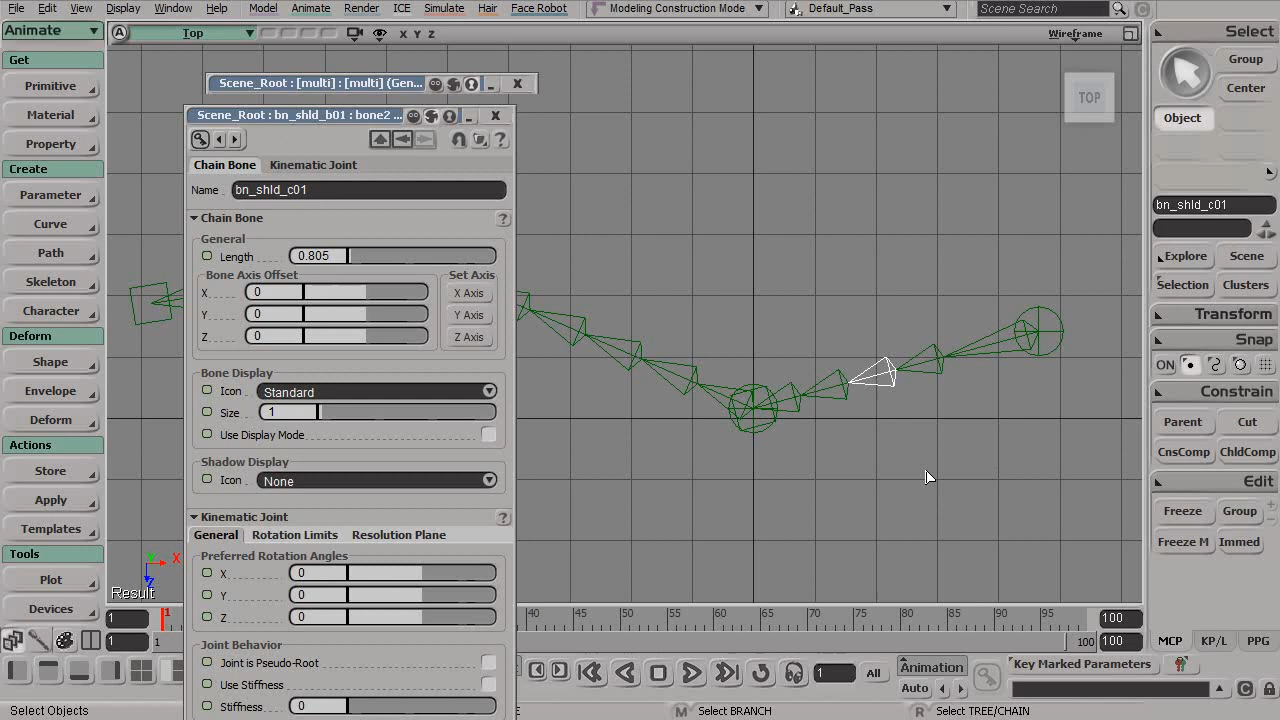 File Edit View Display Window Help Model Animate Render ICE Simulate Hair Face Robot Modeling Construction Mode Default_Pass Scene Search
Animate
A Top X Y Z Wireframe
Select
Get
Primitive
Material
Property
Create
Parameter
Curve
Path
Skeleton
Character
Deform
Shape
Envelope
Deform
Actions
Store
Apply
Templates
Tools
Plot
Devices
Scene_Root : [multi] : [multi] (Gen...
Scene_Root : bn_shld_b01 : bone2 ...
Chain Bone Kinematic Joint
Name bn_shld_c01
Chain Bone ?
General
Length 0.805
Bone Axis Offset Set Axis
X 0 X Axis
Y 0 Y Axis
Z 0 Z Axis
Bone Display
Icon Standard
Size 1
Use Display Mode
Shadow Display
Icon None
Kinematic Joint ?
General Rotation Limits Resolution Plane
Preferred Rotation Angles
X 0
Y 0
Z 0
Joint Behavior
Joint is Pseudo-Root
Use Stiffness
Stiffness 0
TOP
Group
Center
Object
bn_shld_c01
Explore Scene
Selection Clusters
Transform
Snap
ON
Constrain
Parent Cut
CnsComp ChldComp
Edit
Freeze Group
Freeze M Immed
Y X
Z
Result
1 1 40 45 50 55 60 65 70 75 80 85 90 95 100
1 1 100 100
MCP KP/L PPG
1 All Animation Key Marked Parameters
Auto
Select Objects E M Select BRANCH R Select TREE/CHAIN